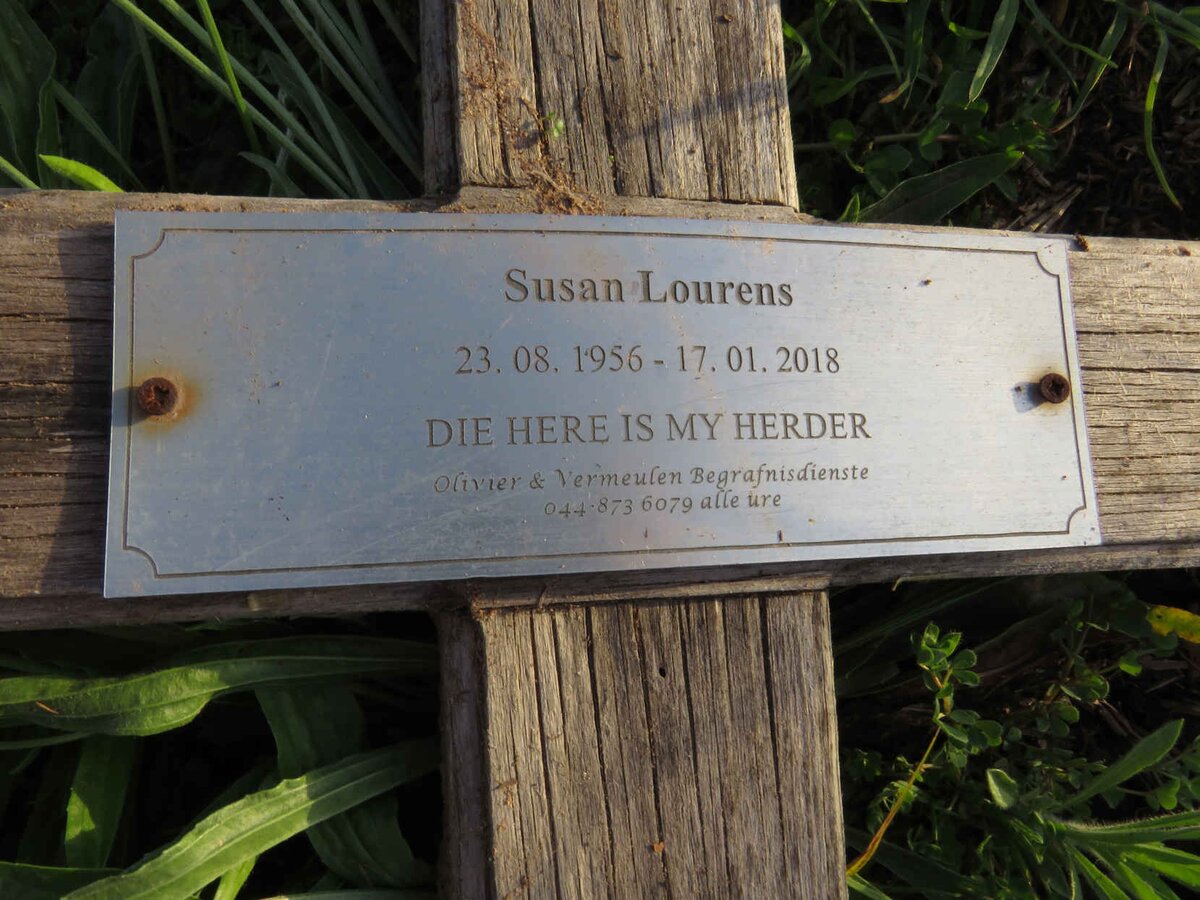 Susan Lourens
23. 08. 1956 - 17. 01. 2018
DIE HERE IS MY HERDER
Olivier & Vermeulen Begrafnisdienste
044-873 6079 alle ure